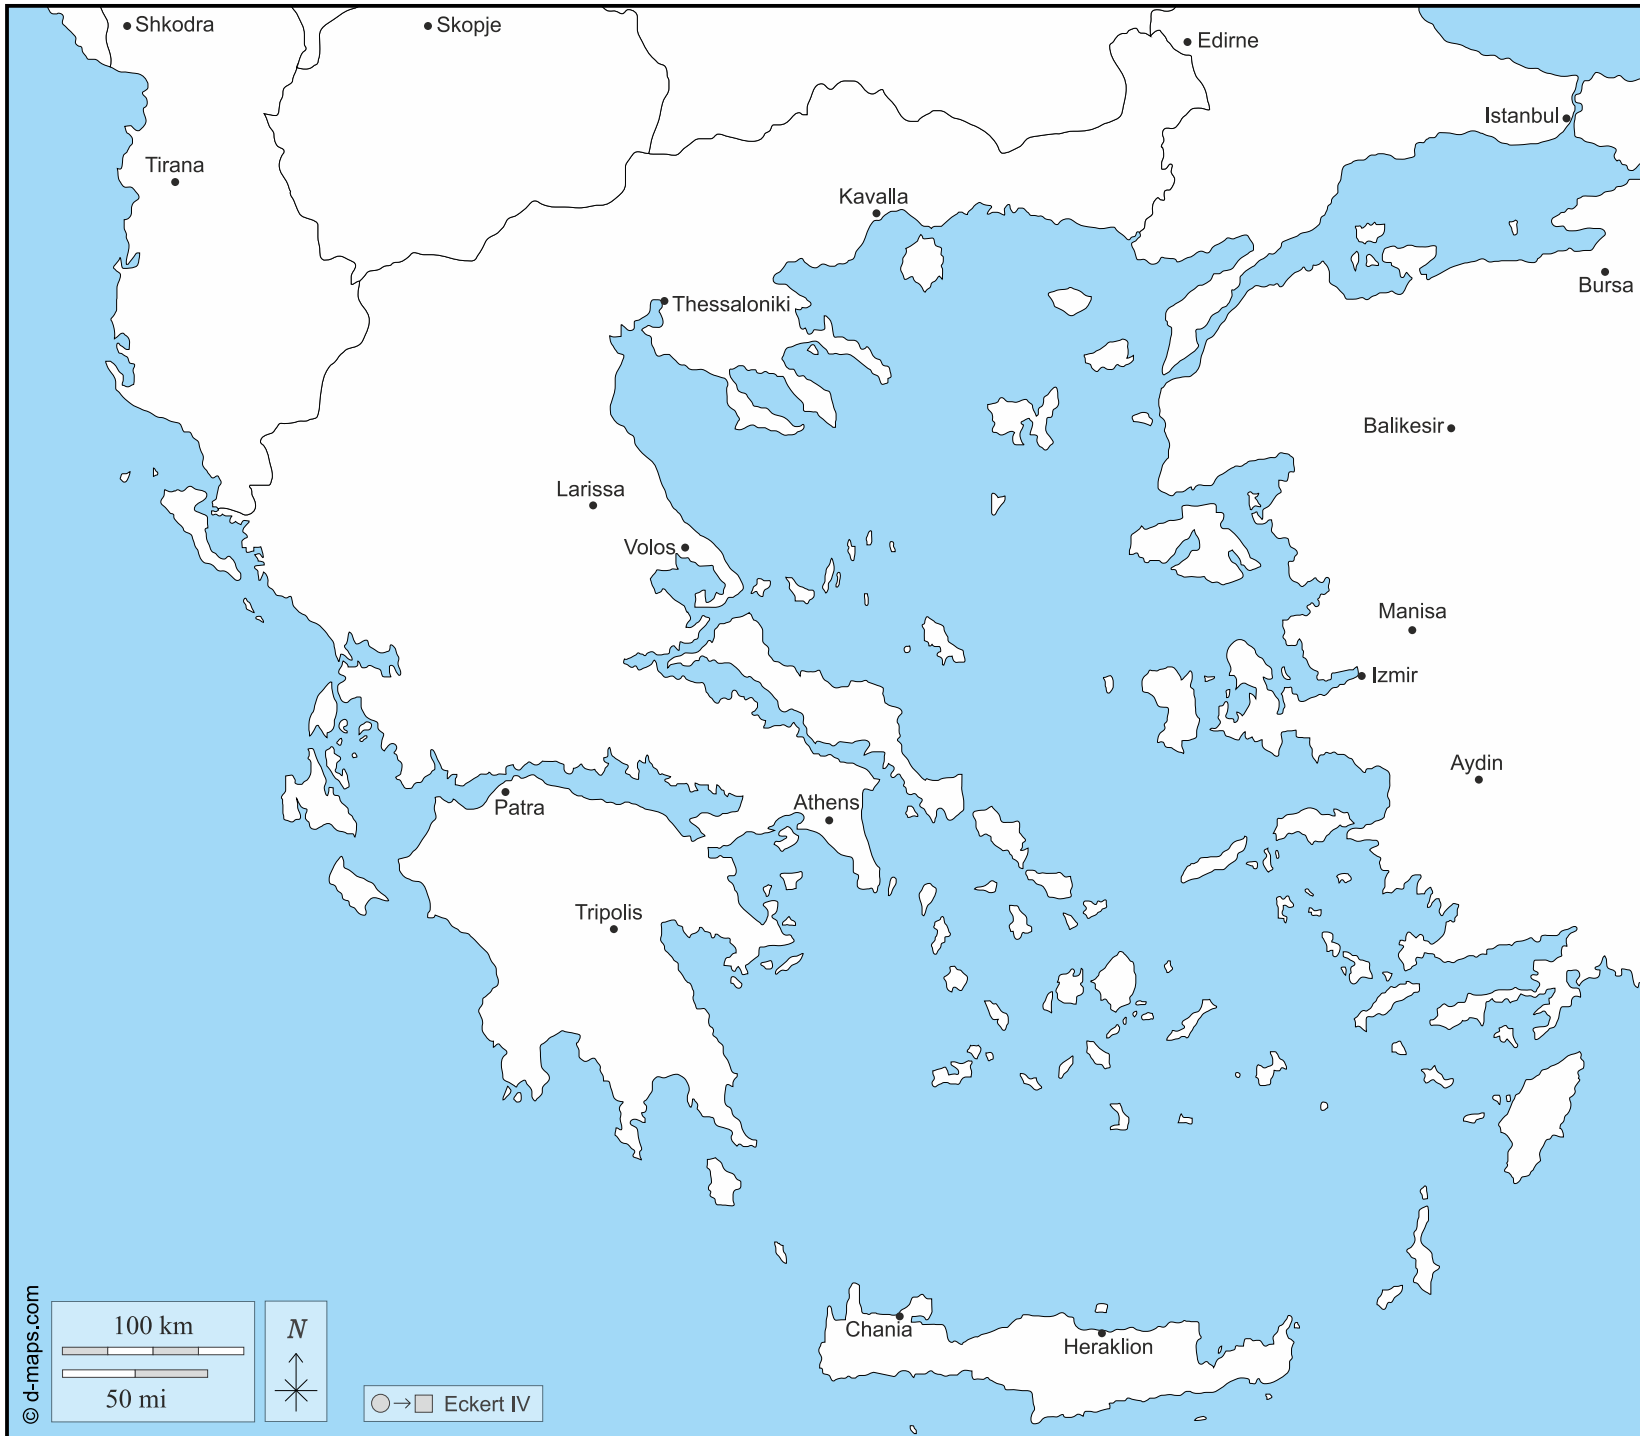 Shkodra
Skopje
Edirne
Istanbul
Tirana
Kavalla
Bursa
Thessaloniki
Balikesir
Larissa
Volos
Manisa
Izmir
Aydin
Patra
Athens
Tripolis
Chania
Heraklion
100 km
50 mi
N
Eckert IV
© d-maps.com